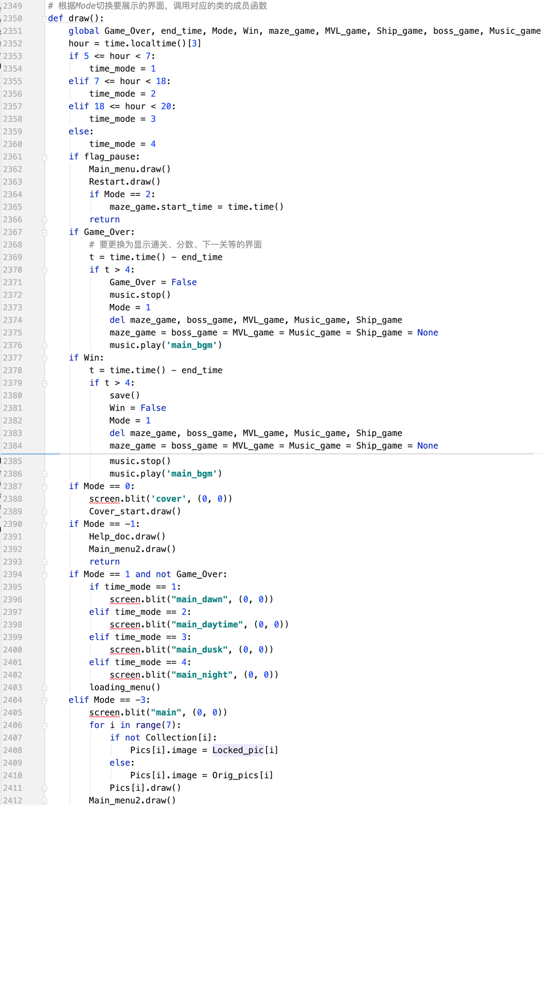 2349 # 根据Mode切换要展示的界面，调用对应的类的成员函数
2350 def draw():
2351     global Game_Over, end_time, Mode, Win, maze_game, MVL_game, Ship_game, boss_game, Music_game
2352     hour = time.localtime()[3]
2353     if 5 <= hour < 7:
2354         time_mode = 1
2355     elif 7 <= hour < 18:
2356         time_mode = 2
2357     elif 18 <= hour < 20:
2358         time_mode = 3
2359     else:
2360         time_mode = 4
2361     if flag_pause:
2362         Main_menu.draw()
2363         Restart.draw()
2364         if Mode == 2:
2365             maze_game.start_time = time.time()
2366         return
2367     if Game_Over:
2368         # 要更换为显示通关、分数、下一关等的界面
2369         t = time.time() - end_time
2370         if t > 4:
2371             Game_Over = False
2372             music.stop()
2373             Mode = 1
2374             del maze_game, boss_game, MVL_game, Music_game, Ship_game
2375             maze_game = boss_game = MVL_game = Music_game = Ship_game = None
2376             music.play('main_bgm')
2377     if Win:
2378         t = time.time() - end_time
2379         if t > 4:
2380             save()
2381             Win = False
2382             Mode = 1
2383             del maze_game, boss_game, MVL_game, Music_game, Ship_game
2384             maze_game = boss_game = MVL_game = Music_game = Ship_game = None
2385             music.stop()
2386             music.play('main_bgm')
2387     if Mode == 0:
2388         screen.blit('cover', (0, 0))
2389         Cover_start.draw()
2390     if Mode == -1:
2391         Help_doc.draw()
2392         Main_menu2.draw()
2393         return
2394     if Mode == 1 and not Game_Over:
2395         if time_mode == 1:
2396             screen.blit("main_dawn", (0, 0))
2397         elif time_mode == 2:
2398             screen.blit("main_daytime", (0, 0))
2399         elif time_mode == 3:
2400             screen.blit("main_dusk", (0, 0))
2401         elif time_mode == 4:
2402             screen.blit("main_night", (0, 0))
2403         loading_menu()
2404     elif Mode == -3:
2405         screen.blit("main", (0, 0))
2406         for i in range(7):
2407             if not Collection[i]:
2408                 Pics[i].image = Locked_pic[i]
2409             else:
2410                 Pics[i].image = Orig_pics[i]
2411             Pics[i].draw()
2412         Main_menu2.draw()